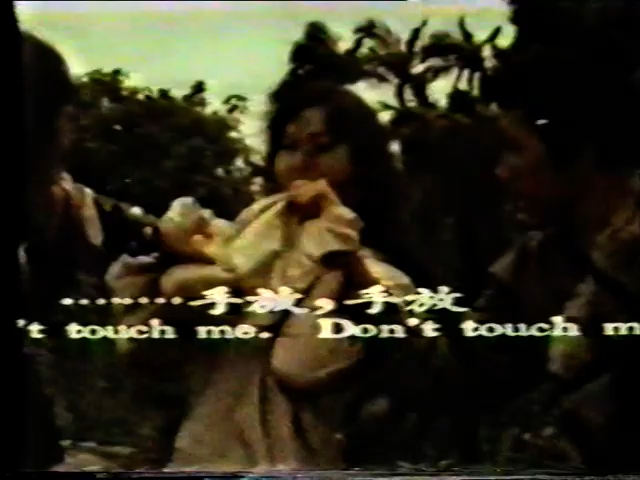 放手，放手………
't touch me. Don't touch m